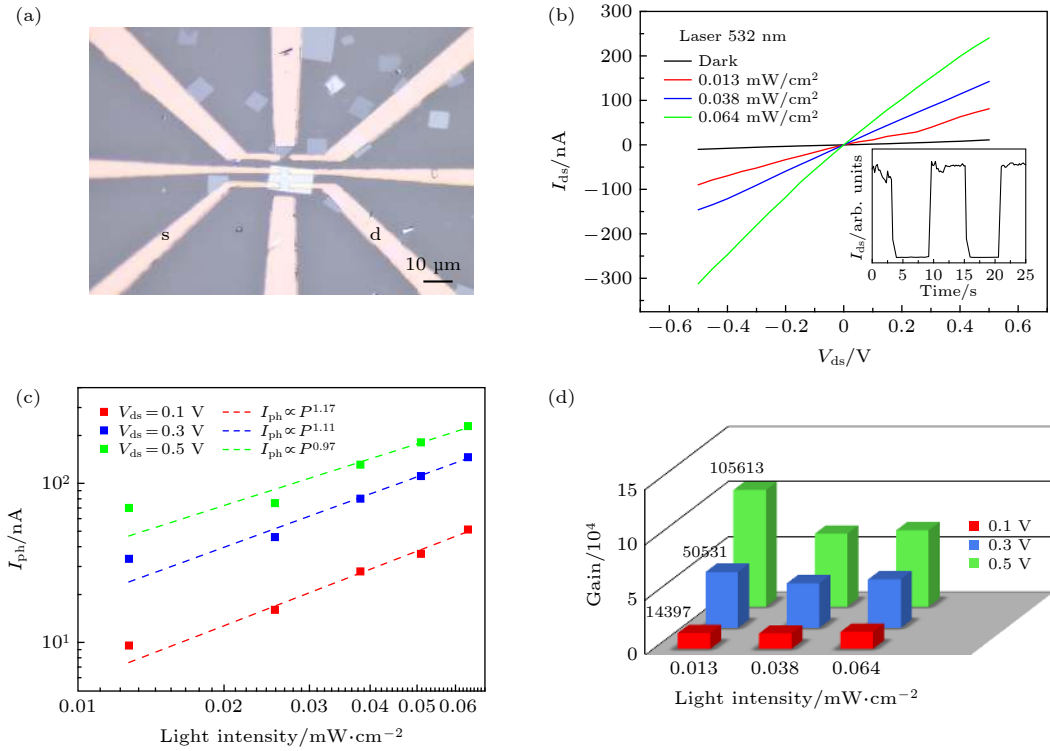 (a)
s
d
10 μm
(b)
Laser 532 nm
Dark
0.013 mW/cm²
0.038 mW/cm²
0.064 mW/cm²
300
200
100
0
−100
−200
−300
I_ds/nA
−0.6
−0.4
−0.2
0
0.2
0.4
0.6
V_ds/V
I_ds/arb. units
0
5
10
15
20
25
Time/s
(c)
V_ds=0.1 V
V_ds=0.3 V
V_ds=0.5 V
I_ph∝P^1.17
I_ph∝P^1.11
I_ph∝P^0.97
10²
10¹
I_ph/nA
0.01
0.02
0.04
0.05
0.06
Light intensity/mW·cm⁻²
(d)
105613
50531
14397
15
10
5
0
Gain/10⁴
0.1 V
0.3 V
0.5 V
0.013
0.038
0.064
Light intensity/mW·cm⁻²